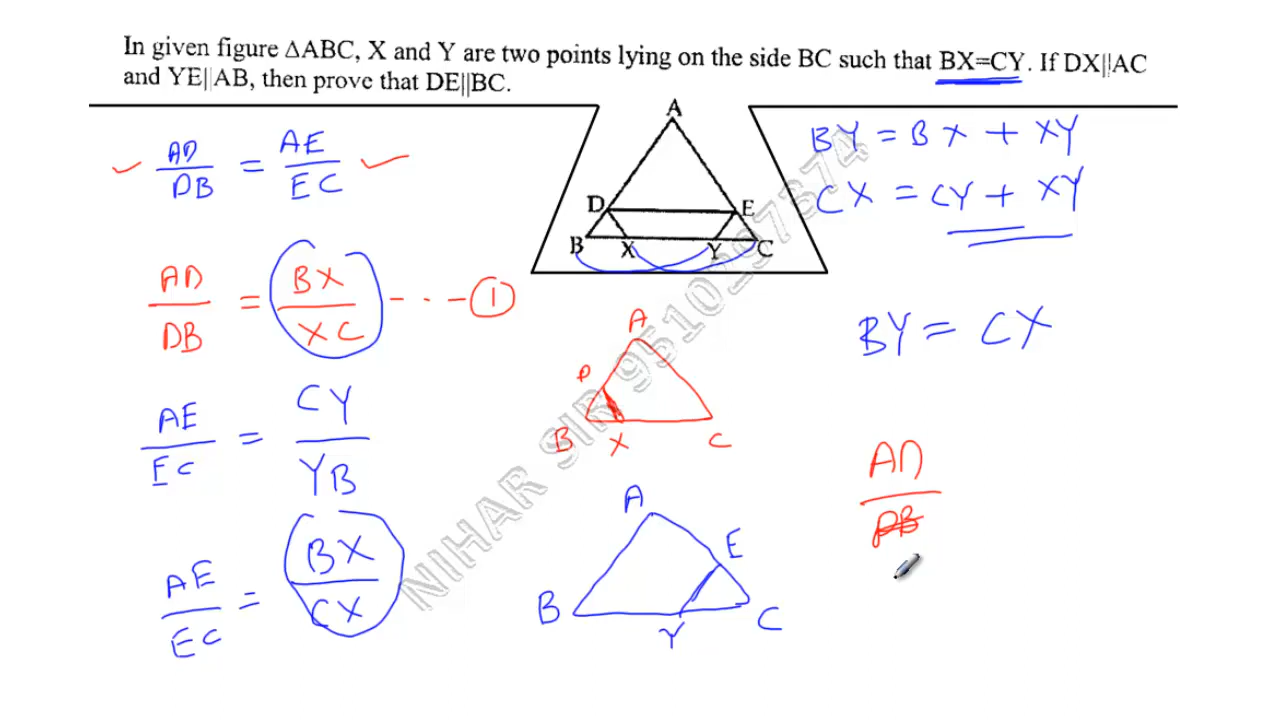 In given figure ΔABC, X and Y are two points lying on the side BC such that BX=CY. If DX||AC
and YE||AB, then prove that DE||BC.
AD/DB = AE/EC
AD/DB = BX/XC ---- ①
AE/EC = CY/YB
AE/EC = BX/CX
A
D E
B X Y C
A
D
B X C
A
E
B Y C
BY = BX + XY
CX = CY + XY
BY = CX
AD/DB
NIHAR SIR 9510 97374